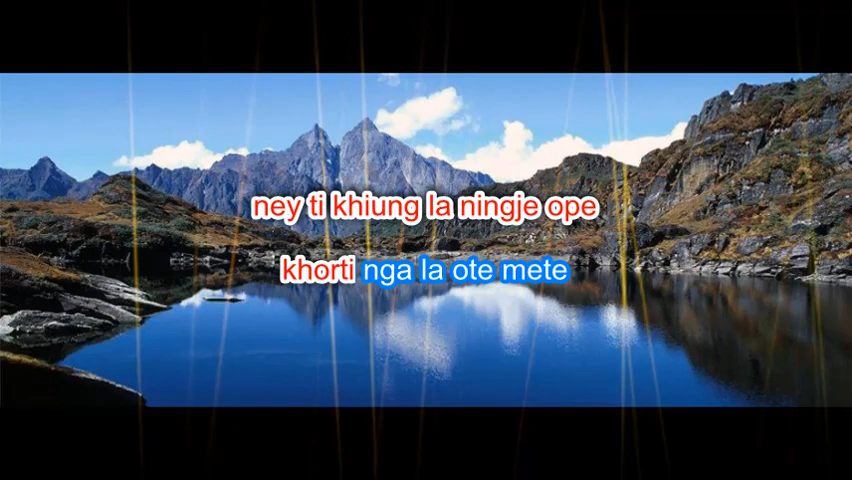 ney ti khiung la ningje ope
khorti nga la ote mete